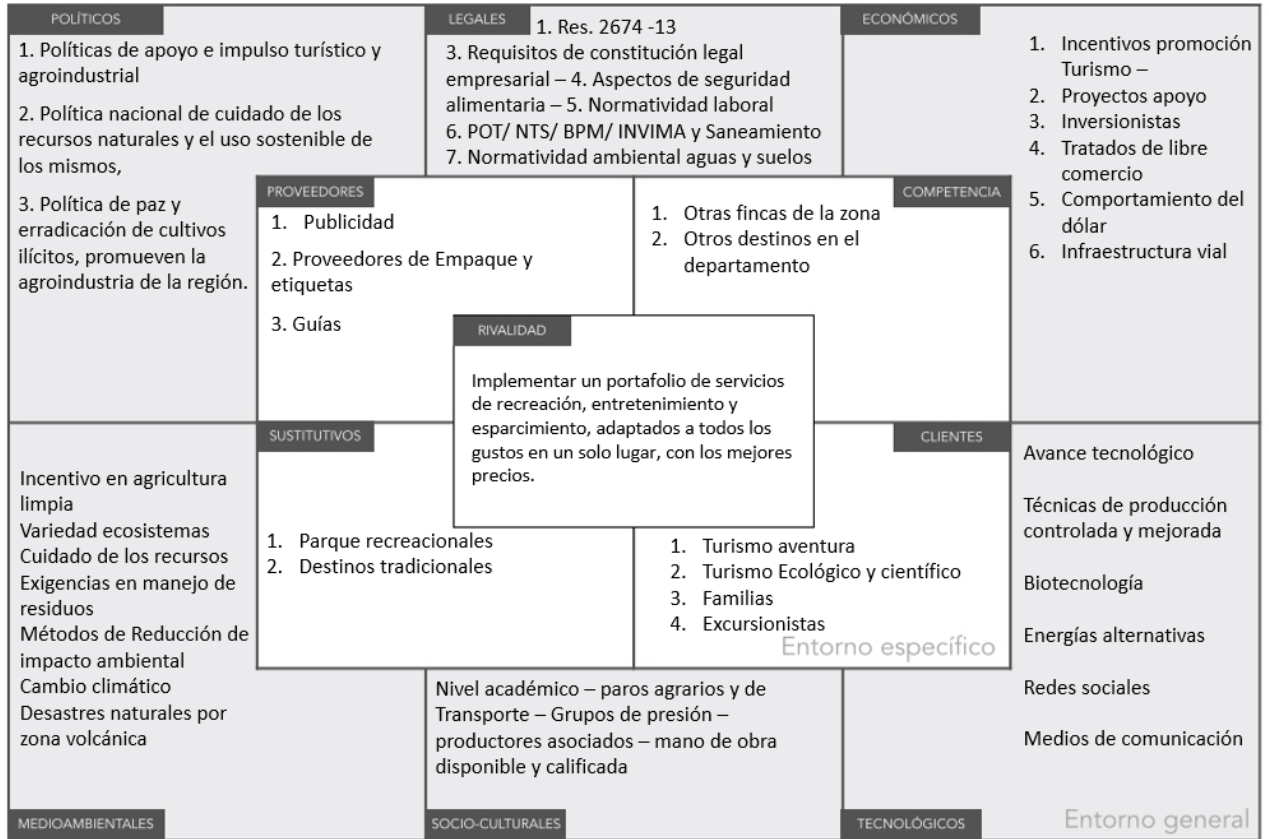 POLÍTICOS
1. Políticas de apoyo e impulso turístico y
agroindustrial
2. Política nacional de cuidado de los
recursos naturales y el uso sostenible de
los mismos,
3. Política de paz y
erradicación de cultivos
ilícitos, promueven la
agroindustria de la región.
LEGALES
1. Res. 2674 -13
3. Requisitos de constitución legal
empresarial – 4. Aspectos de seguridad
alimentaria – 5. Normatividad laboral
6. POT/ NTS/ BPM/ INVIMA y Saneamiento
7. Normatividad ambiental aguas y suelos
ECONÓMICOS
1. Incentivos promoción
Turismo –
2. Proyectos apoyo
3. Inversionistas
4. Tratados de libre
comercio
5. Comportamiento del
dólar
6. Infraestructura vial
PROVEEDORES
1. Publicidad
2. Proveedores de Empaque y
etiquetas
3. Guías
COMPETENCIA
1. Otras fincas de la zona
2. Otros destinos en el
departamento
RIVALIDAD
Implementar un portafolio de servicios
de recreación, entretenimiento y
esparcimiento, adaptados a todos los
gustos en un solo lugar, con los mejores
precios.
SUSTITUTIVOS
1. Parque recreacionales
2. Destinos tradicionales
CLIENTES
1. Turismo aventura
2. Turismo Ecológico y científico
3. Familias
4. Excursionistas
Entorno específico
Incentivo en agricultura
limpia
Variedad ecosistemas
Cuidado de los recursos
Exigencias en manejo de
residuos
Métodos de Reducción de
impacto ambiental
Cambio climático
Desastres naturales por
zona volcánica
MEDIOAMBIENTALES
Nivel académico – paros agrarios y de
Transporte – Grupos de presión –
productores asociados – mano de obra
disponible y calificada
SOCIO-CULTURALES
Avance tecnológico
Técnicas de producción
controlada y mejorada
Biotecnología
Energías alternativas
Redes sociales
Medios de comunicación
TECNOLÓGICOS
Entorno general